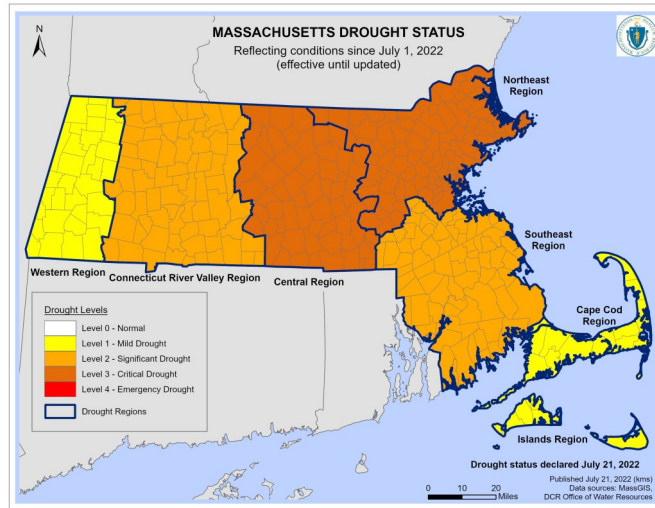 MASSACHUSETTS DROUGHT STATUS
Reflecting conditions since July 1, 2022
(effective until updated)
N
Northeast
Region
Southeast
Region
Western Region
Connecticut River Valley Region
Central Region
Cape Cod
Region
Drought Levels
Level 0 - Normal
Level 1 - Mild Drought
Level 2 - Significant Drought
Level 3 - Critical Drought
Level 4 - Emergency Drought
Drought Regions
Islands Region
Drought status declared July 21, 2022
Published July 21, 2022 (kms)
Data sources: MassGIS,
DCR Office of Water Resources
0 10 20
Miles